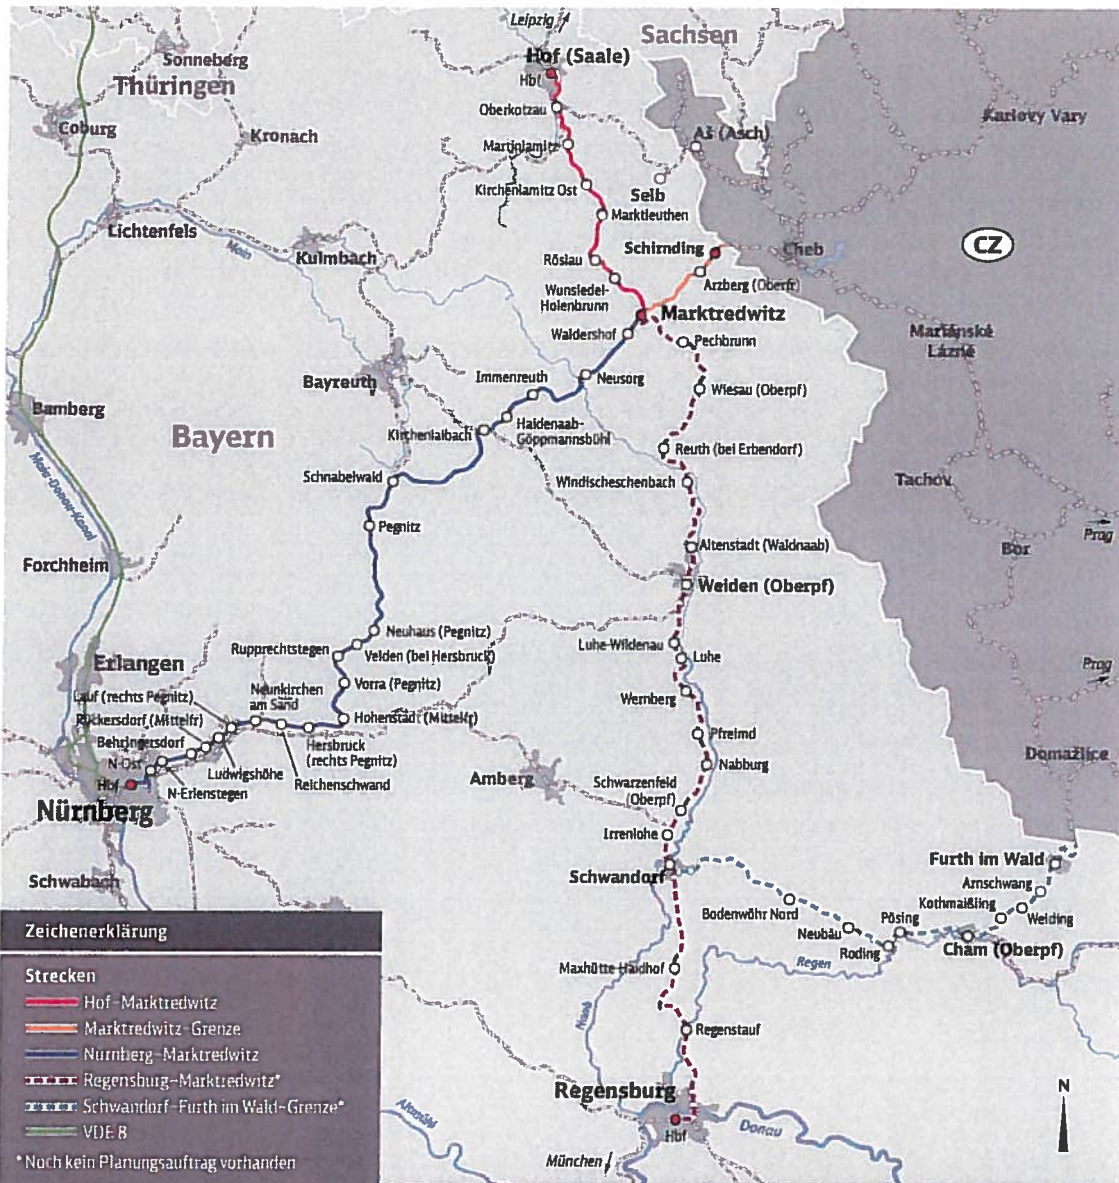 Leipzig
Sachsen
Hof (Saale)
Hbf
Sonneberg
Thüringen
Oberkotzau
Karlovy Vary
Coburg
Kronach
Aš (Asch)
Martinlamitz
Kirchenlamitz Ost
Selb
Marktleuthen
Lichtenfels
Main
Kulmbach
Schirnding
Cheb
CZ
Röslau
Arzberg (Oberfr)
Wunsiedel-
Holenbrunn
Marktredwitz
Waldershof
Pechbrunn
Mariánské
Lázně
Bayreuth
Immenreuth
Neusorg
Wiesau (Oberpf)
Bamberg
Bayern
Kirchenlaibach
Haidenaab-
Göppmannsbühl
Reuth (bei Erbendorf)
Main-Donau-Kanal
Schnabelwaid
Windischeschenbach
Tachov
Pegnitz
Prag
Altenstadt (Waldnaab)
Bor
Forchheim
Weiden (Oberpf)
Neuhaus (Pegnitz)
Rupprechtstegen
Velden (bei Hersbruck)
Luhe-Wildenau
Luhe
Erlangen
Prag
Vorra (Pegnitz)
Lauf (rechts Pegnitz)
Neunkirchen
am Sand
Wernberg
Rückersdorf (Mittelfr)
Hohenstadt (Mittelfr)
Behringersdorf
Pfreimd
Hersbruck
(rechts Pegnitz)
N-Ost
Ludwigshöhe
Reichenschwand
Nabburg
Domažlice
Hbf
N-Erlenstegen
Amberg
Schwarzenfeld
(Oberpf)
Nürnberg
Irrenlohe
Schwandorf
Furth im Wald
Schwabach
Arnschwang
Kothmaißling
Weiding
Bodenwöhr Nord
Pösing
Neubäu
Roding
Cham (Oberpf)
Zeichenerklärung
Maxhütte-Haidhof
Regen
Strecken
Hof–Marktredwitz
Naab
Marktredwitz–Grenze
Regenstauf
Nürnberg–Marktredwitz
Regensburg–Marktredwitz*
Schwandorf–Furth im Wald–Grenze*
VDE 8
*Noch kein Planungsauftrag vorhanden
Regensburg
N
Altmühl
Hbf
Donau
München